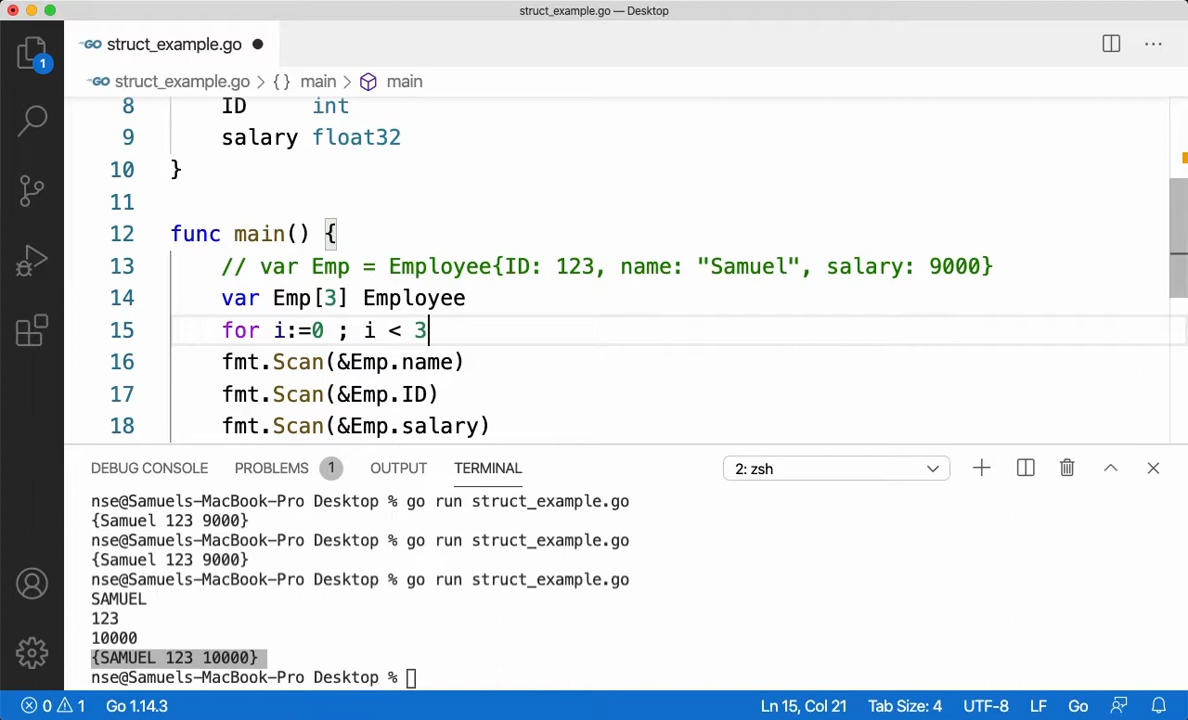 struct_example.go — Desktop
struct_example.go
struct_example.go > {} main > main
8 ID int
9 salary float32
10 }
11
12 func main() {
13 // var Emp = Employee{ID: 123, name: "Samuel", salary: 9000}
14 var Emp[3] Employee
15 for i:=0 ; i < 3
16 fmt.Scan(&Emp.name)
17 fmt.Scan(&Emp.ID)
18 fmt.Scan(&Emp.salary)
DEBUG CONSOLE PROBLEMS 1 OUTPUT TERMINAL 2: zsh
nse@Samuels-MacBook-Pro Desktop % go run struct_example.go
{Samuel 123 9000}
nse@Samuels-MacBook-Pro Desktop % go run struct_example.go
{Samuel 123 9000}
nse@Samuels-MacBook-Pro Desktop % go run struct_example.go
SAMUEL
123
10000
{SAMUEL 123 10000}
nse@Samuels-MacBook-Pro Desktop %
0 1 Go 1.14.3 Ln 15, Col 21 Tab Size: 4 UTF-8 LF Go
1
GO
GO